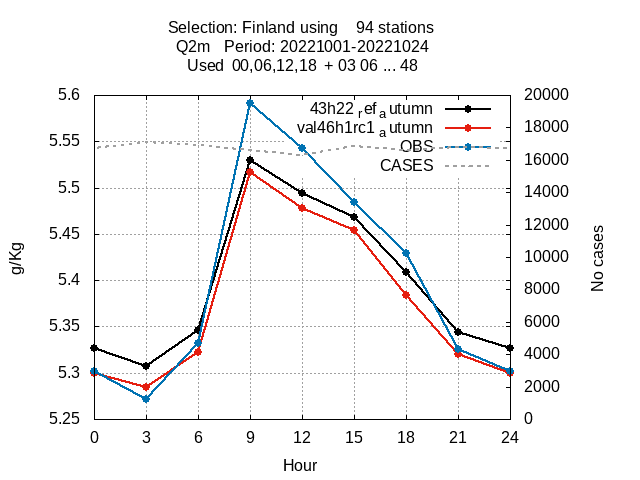 Selection: Finland using 94 stations
Q2m Period: 20221001-20221024
Used 00,06,12,18 + 03 06 ... 48
43h22 ref a utumn
val46h1rc1 a utumn
OBS
CASES
5.6
5.55
5.5
5.45
5.4
5.35
5.3
5.25
20000
18000
16000
14000
12000
10000
8000
6000
4000
2000
0
g/Kg
No cases
0 3 6 9 12 15 18 21 24
Hour